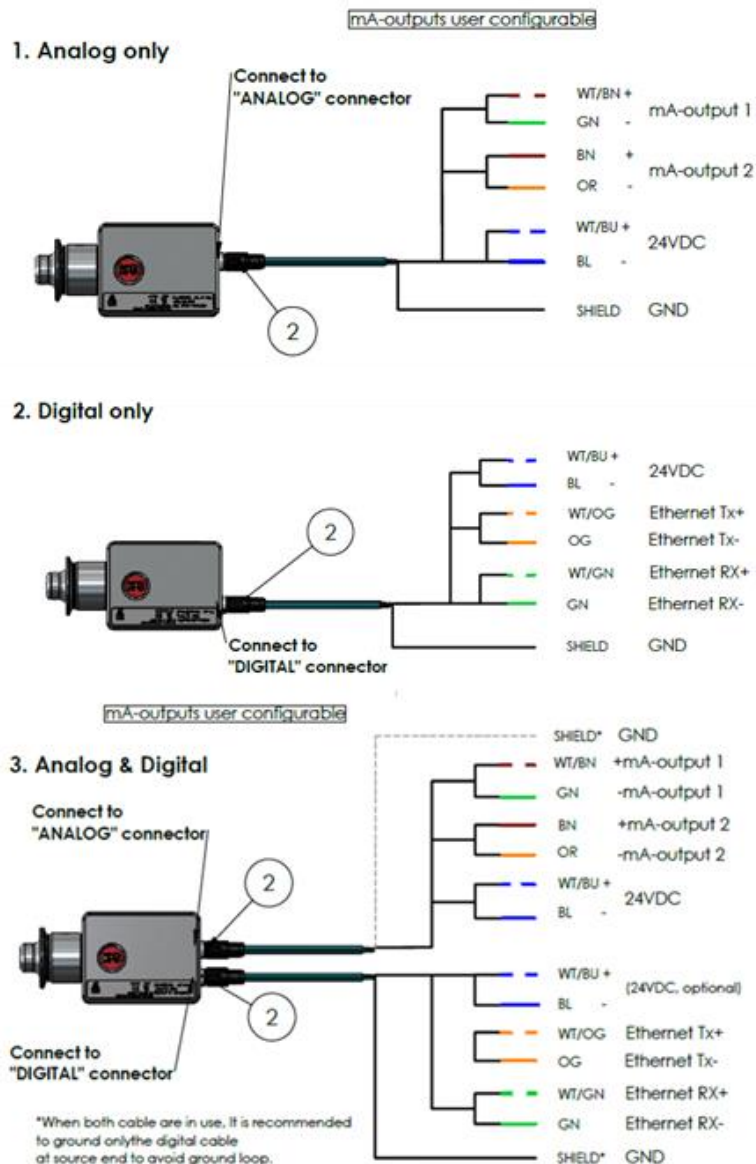 mA-outputs user configurable
1. Analog only
Connect to
"ANALOG" connector
WT/BN +
GN -
mA-output 1
BN +
OR -
mA-output 2
WT/BU +
BL -
24VDC
SHIELD GND
2
2. Digital only
WT/BU +
BL -
24VDC
WT/OG Ethernet Tx+
OG Ethernet Tx-
WT/GN Ethernet RX+
GN Ethernet RX-
SHIELD GND
2
Connect to
"DIGITAL" connector
mA-outputs user configurable
3. Analog & Digital
Connect to
"ANALOG" connector
2
2
Connect to
"DIGITAL" connector
SHIELD* GND
WT/BN +mA-output 1
GN -mA-output 1
BN +mA-output 2
OR -mA-output 2
WT/BU +
BL -
24VDC
WT/BU +
BL -
(24VDC, optional)
WT/OG Ethernet Tx+
OG Ethernet Tx-
WT/GN Ethernet RX+
GN Ethernet RX-
SHIELD* GND
*When both cable are in use, It is recommended
to ground onlythe digital cable
at source end to avoid ground loop.